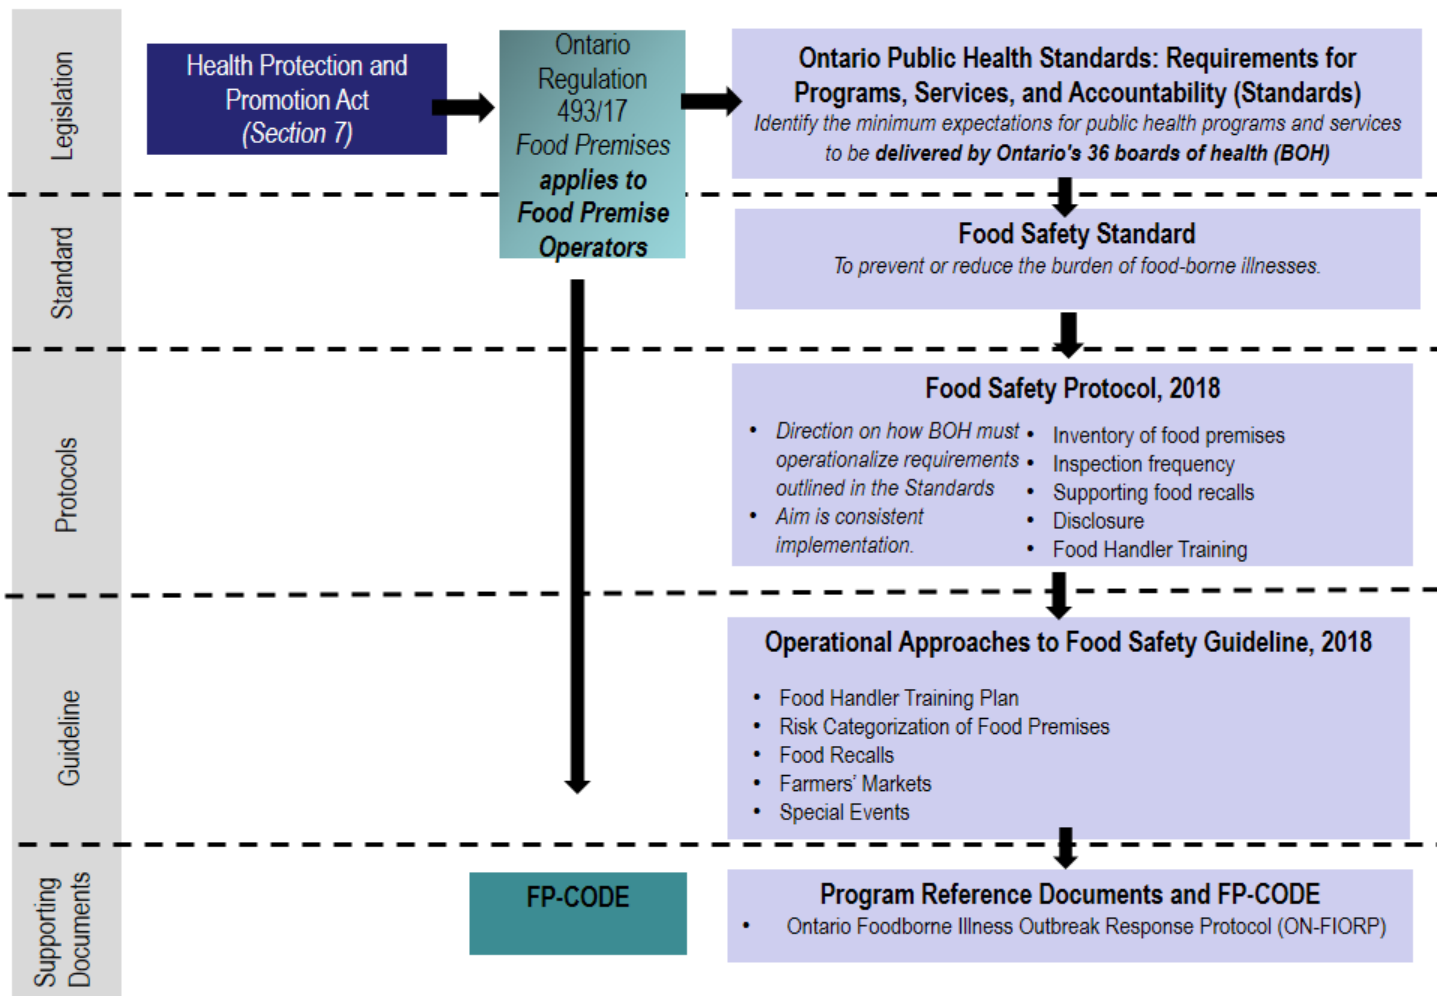 Legislation
Health Protection and
Promotion Act
(Section 7)
Ontario
Regulation
493/17
Food Premises
applies to
Food Premise
Operators
Ontario Public Health Standards: Requirements for
Programs, Services, and Accountability (Standards)
Identify the minimum expectations for public health programs and services
to be delivered by Ontario's 36 boards of health (BOH)
Standard
Food Safety Standard
To prevent or reduce the burden of food-borne illnesses.
Protocols
Food Safety Protocol, 2018
• Direction on how BOH must
operationalize requirements
outlined in the Standards
• Aim is consistent
implementation.
• Inventory of food premises
• Inspection frequency
• Supporting food recalls
• Disclosure
• Food Handler Training
Guideline
Operational Approaches to Food Safety Guideline, 2018
• Food Handler Training Plan
• Risk Categorization of Food Premises
• Food Recalls
• Farmers’ Markets
• Special Events
Supporting
Documents
FP-CODE
Program Reference Documents and FP-CODE
• Ontario Foodborne Illness Outbreak Response Protocol (ON-FIORP)